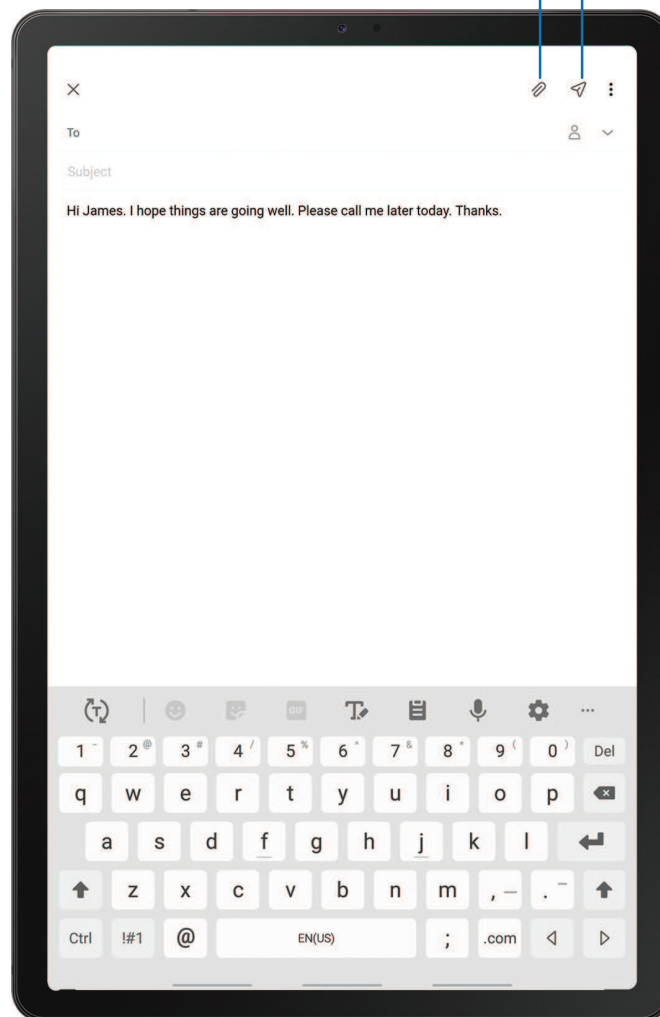 To
Subject
Hi James. I hope things are going well. Please call me later today. Thanks.
T GIF T
1 - 2 @ 3 # 4 / 5 % 6 ^ 7 & 8 * 9 ( 0 ) Del
q w e r t y u i o p
a s d f g h j k l
z x c v b n m , — . -
Ctrl !#1 @ EN(US) ; .com